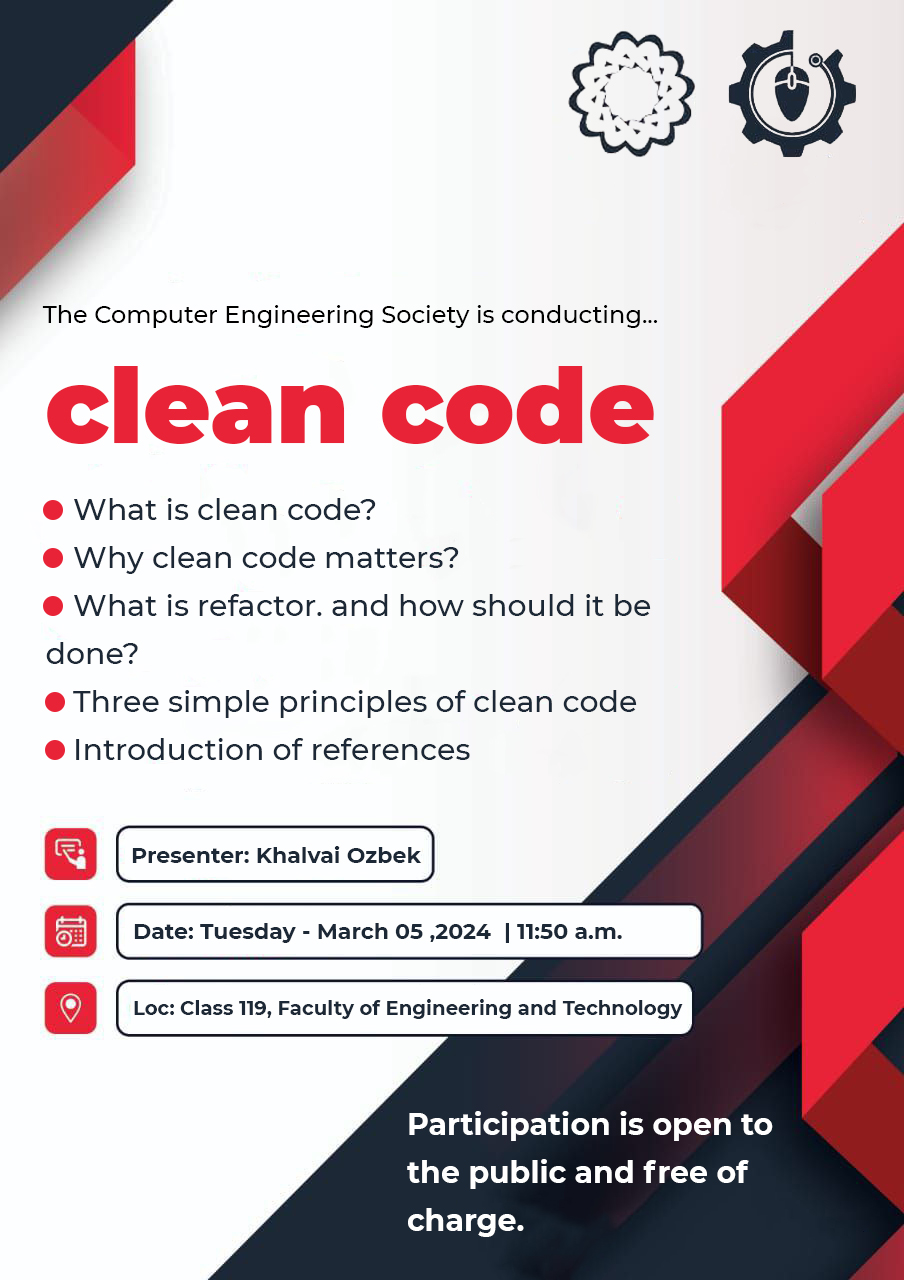 The Computer Engineering Society is conducting...
clean code
● What is clean code?
● Why clean code matters?
● What is refactor. and how should it be
done?
● Three simple principles of clean code
● Introduction of references
Presenter: Khalvai Ozbek
Date: Tuesday - March 05 ,2024 | 11:50 a.m.
Loc: Class 119, Faculty of Engineering and Technology
Participation is open to
the public and free of
charge.